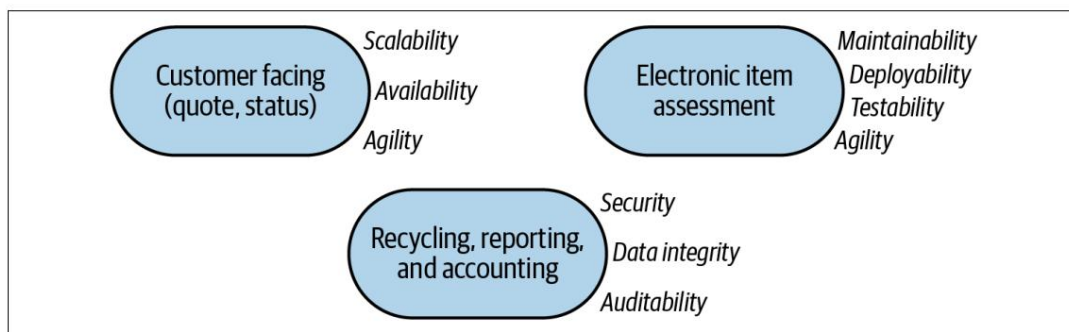 Customer facing
(quote, status)
Scalability
Availability
Agility
Electronic item
assessment
Maintainability
Deployability
Testability
Agility
Recycling, reporting,
and accounting
Security
Data integrity
Auditability